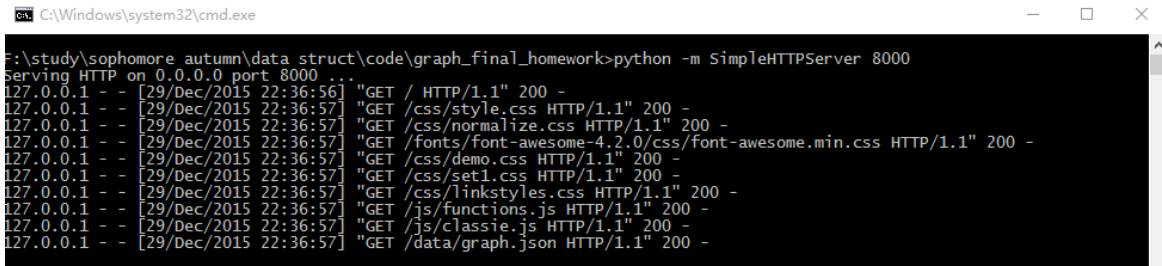 C:\Windows\system32\cmd.exe
F:\study\sophomore autumn\data struct\code\graph_final_homework>python -m SimpleHTTPServer 8000
Serving HTTP on 0.0.0.0 port 8000 ...
127.0.0.1 - - [29/Dec/2015 22:36:56] "GET / HTTP/1.1" 200 -
127.0.0.1 - - [29/Dec/2015 22:36:57] "GET /css/style.css HTTP/1.1" 200 -
127.0.0.1 - - [29/Dec/2015 22:36:57] "GET /css/normalize.css HTTP/1.1" 200 -
127.0.0.1 - - [29/Dec/2015 22:36:57] "GET /fonts/font-awesome-4.2.0/css/font-awesome.min.css HTTP/1.1" 200 -
127.0.0.1 - - [29/Dec/2015 22:36:57] "GET /css/demo.css HTTP/1.1" 200 -
127.0.0.1 - - [29/Dec/2015 22:36:57] "GET /css/set1.css HTTP/1.1" 200 -
127.0.0.1 - - [29/Dec/2015 22:36:57] "GET /css/linkstyles.css HTTP/1.1" 200 -
127.0.0.1 - - [29/Dec/2015 22:36:57] "GET /js/functions.js HTTP/1.1" 200 -
127.0.0.1 - - [29/Dec/2015 22:36:57] "GET /js/classie.js HTTP/1.1" 200 -
127.0.0.1 - - [29/Dec/2015 22:36:57] "GET /data/graph.json HTTP/1.1" 200 -